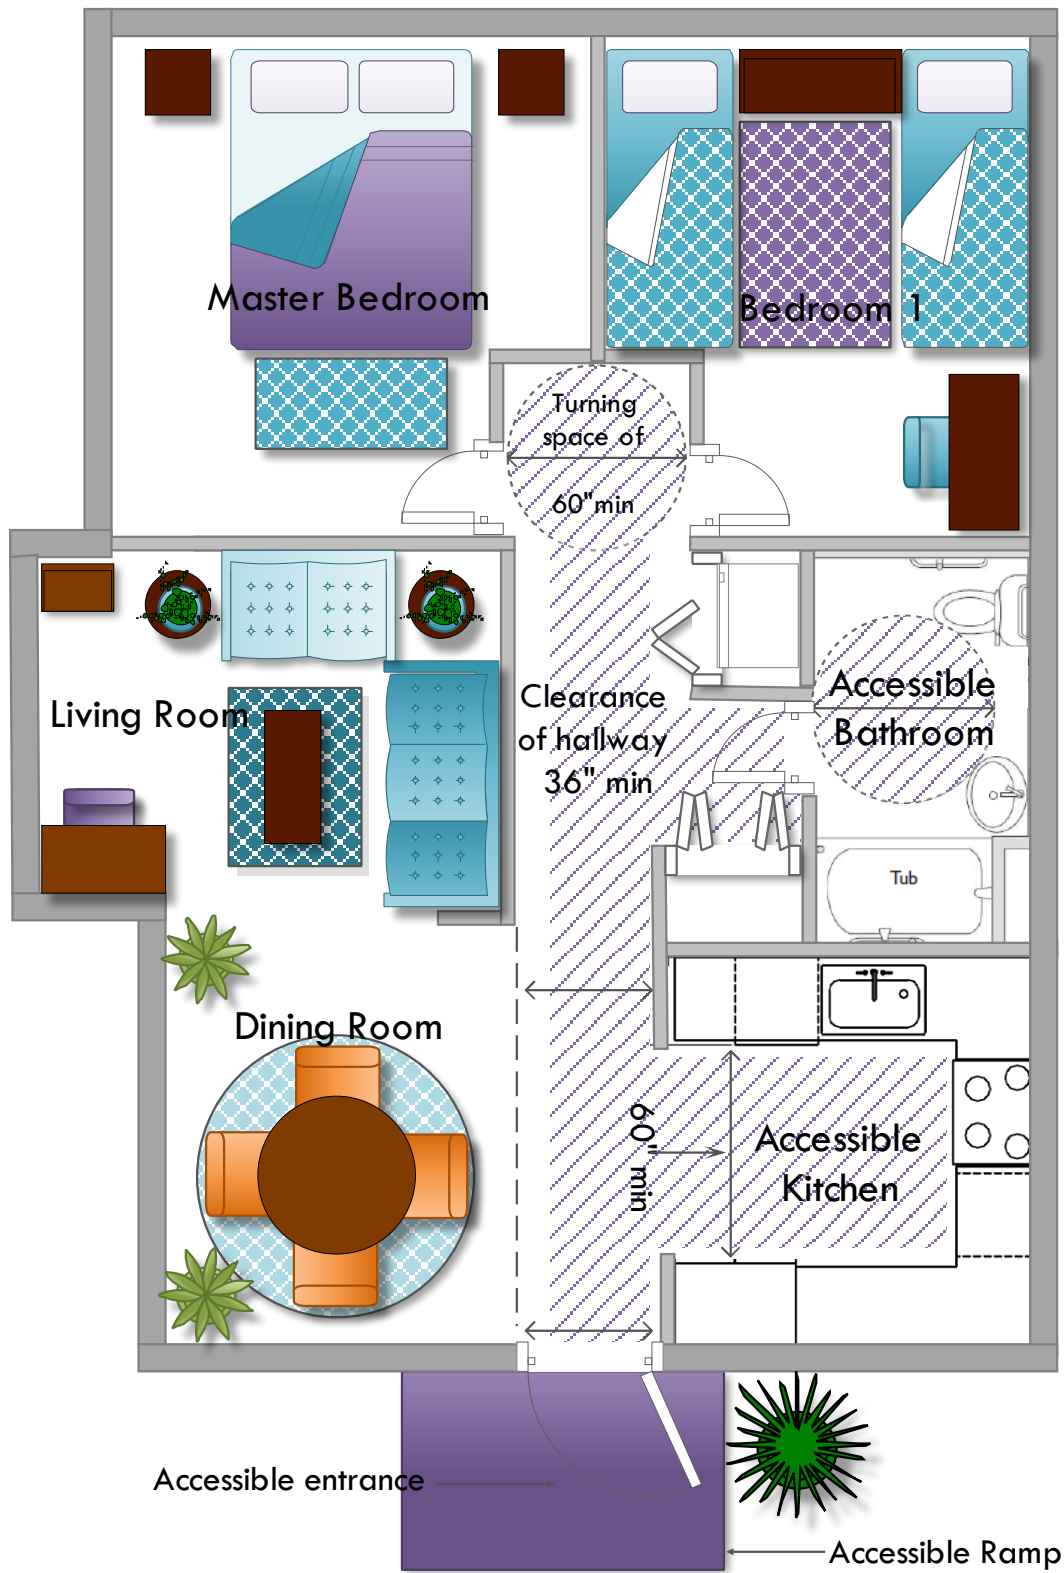 Master Bedroom
Bedroom 1
Turning
space of
60"min
Living Room
Clearance
of hallway
36" min
Accessible
Bathroom
Tub
Dining Room
60" min
Accessible
Kitchen
Accessible entrance
Accessible Ramp